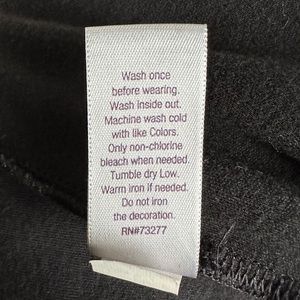 Wash once
before wearing.
Wash inside out.
Machine wash cold
with like Colors.
Only non-chlorine
bleach when needed.
Tumble dry Low.
Warm iron if needed.
Do not iron
the decoration.
RN#73277